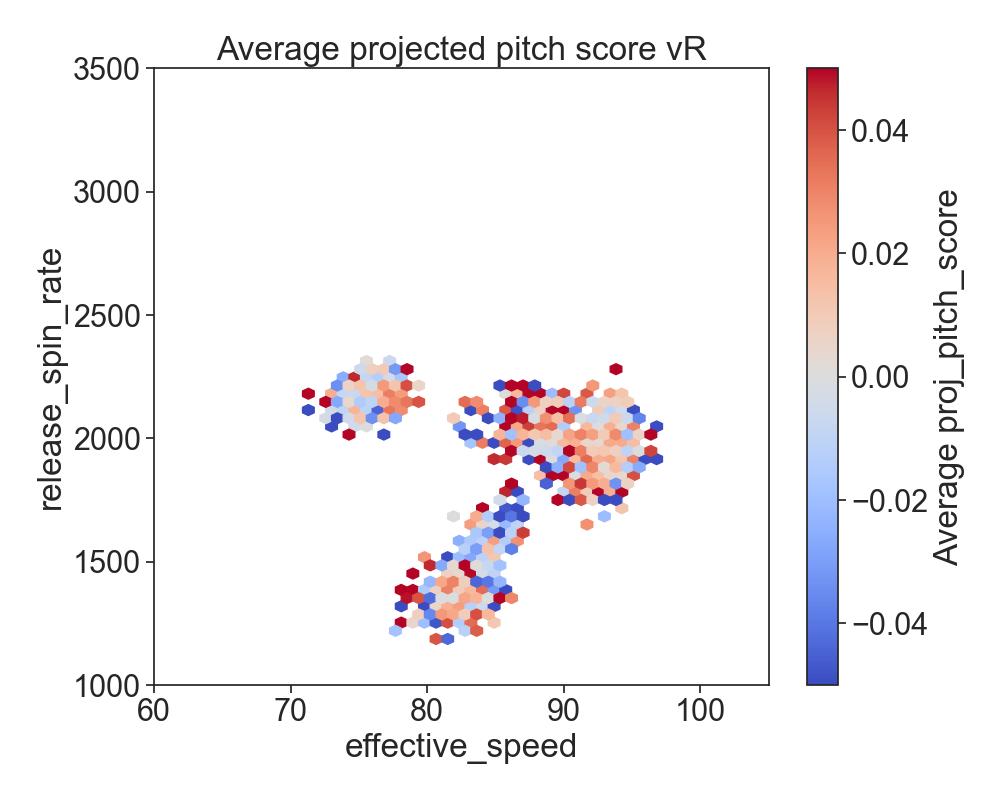 Average projected pitch score vR
3500
3000
2500
2000
1500
1000
release_spin_rate
60 70 80 90 100
effective_speed
0.04
0.02
0.00
−0.02
−0.04
Average proj_pitch_score